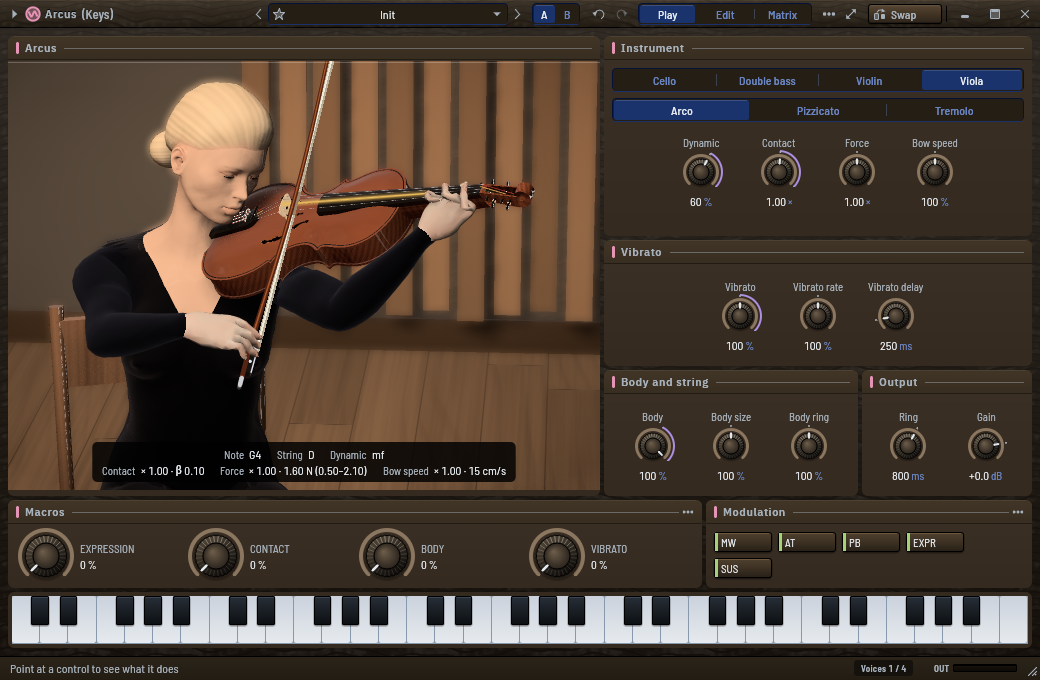 Arcus (Keys)
Init
A B
Play Edit Matrix
Swap
Arcus
Note G4 String D Dynamic mf
Contact × 1.00 · β 0.10 Force × 1.00 · 1.60 N (0.50–2.10) Bow speed × 1.00 · 15 cm/s
Instrument
Cello Double bass Violin Viola
Arco Pizzicato Tremolo
Dynamic Contact Force Bow speed
60 % 1.00 × 1.00 × 100 %
Vibrato
Vibrato Vibrato rate Vibrato delay
100 % 100 % 250 ms
Body and string
Body Body size Body ring
100 % 100 % 100 %
Output
Ring Gain
800 ms +0.0 dB
Macros
EXPRESSION
0 %
CONTACT
0 %
BODY
0 %
VIBRATO
0 %
Modulation
MW AT PB EXPR
SUS
Point at a control to see what it does
Voices 1 / 4
OUT